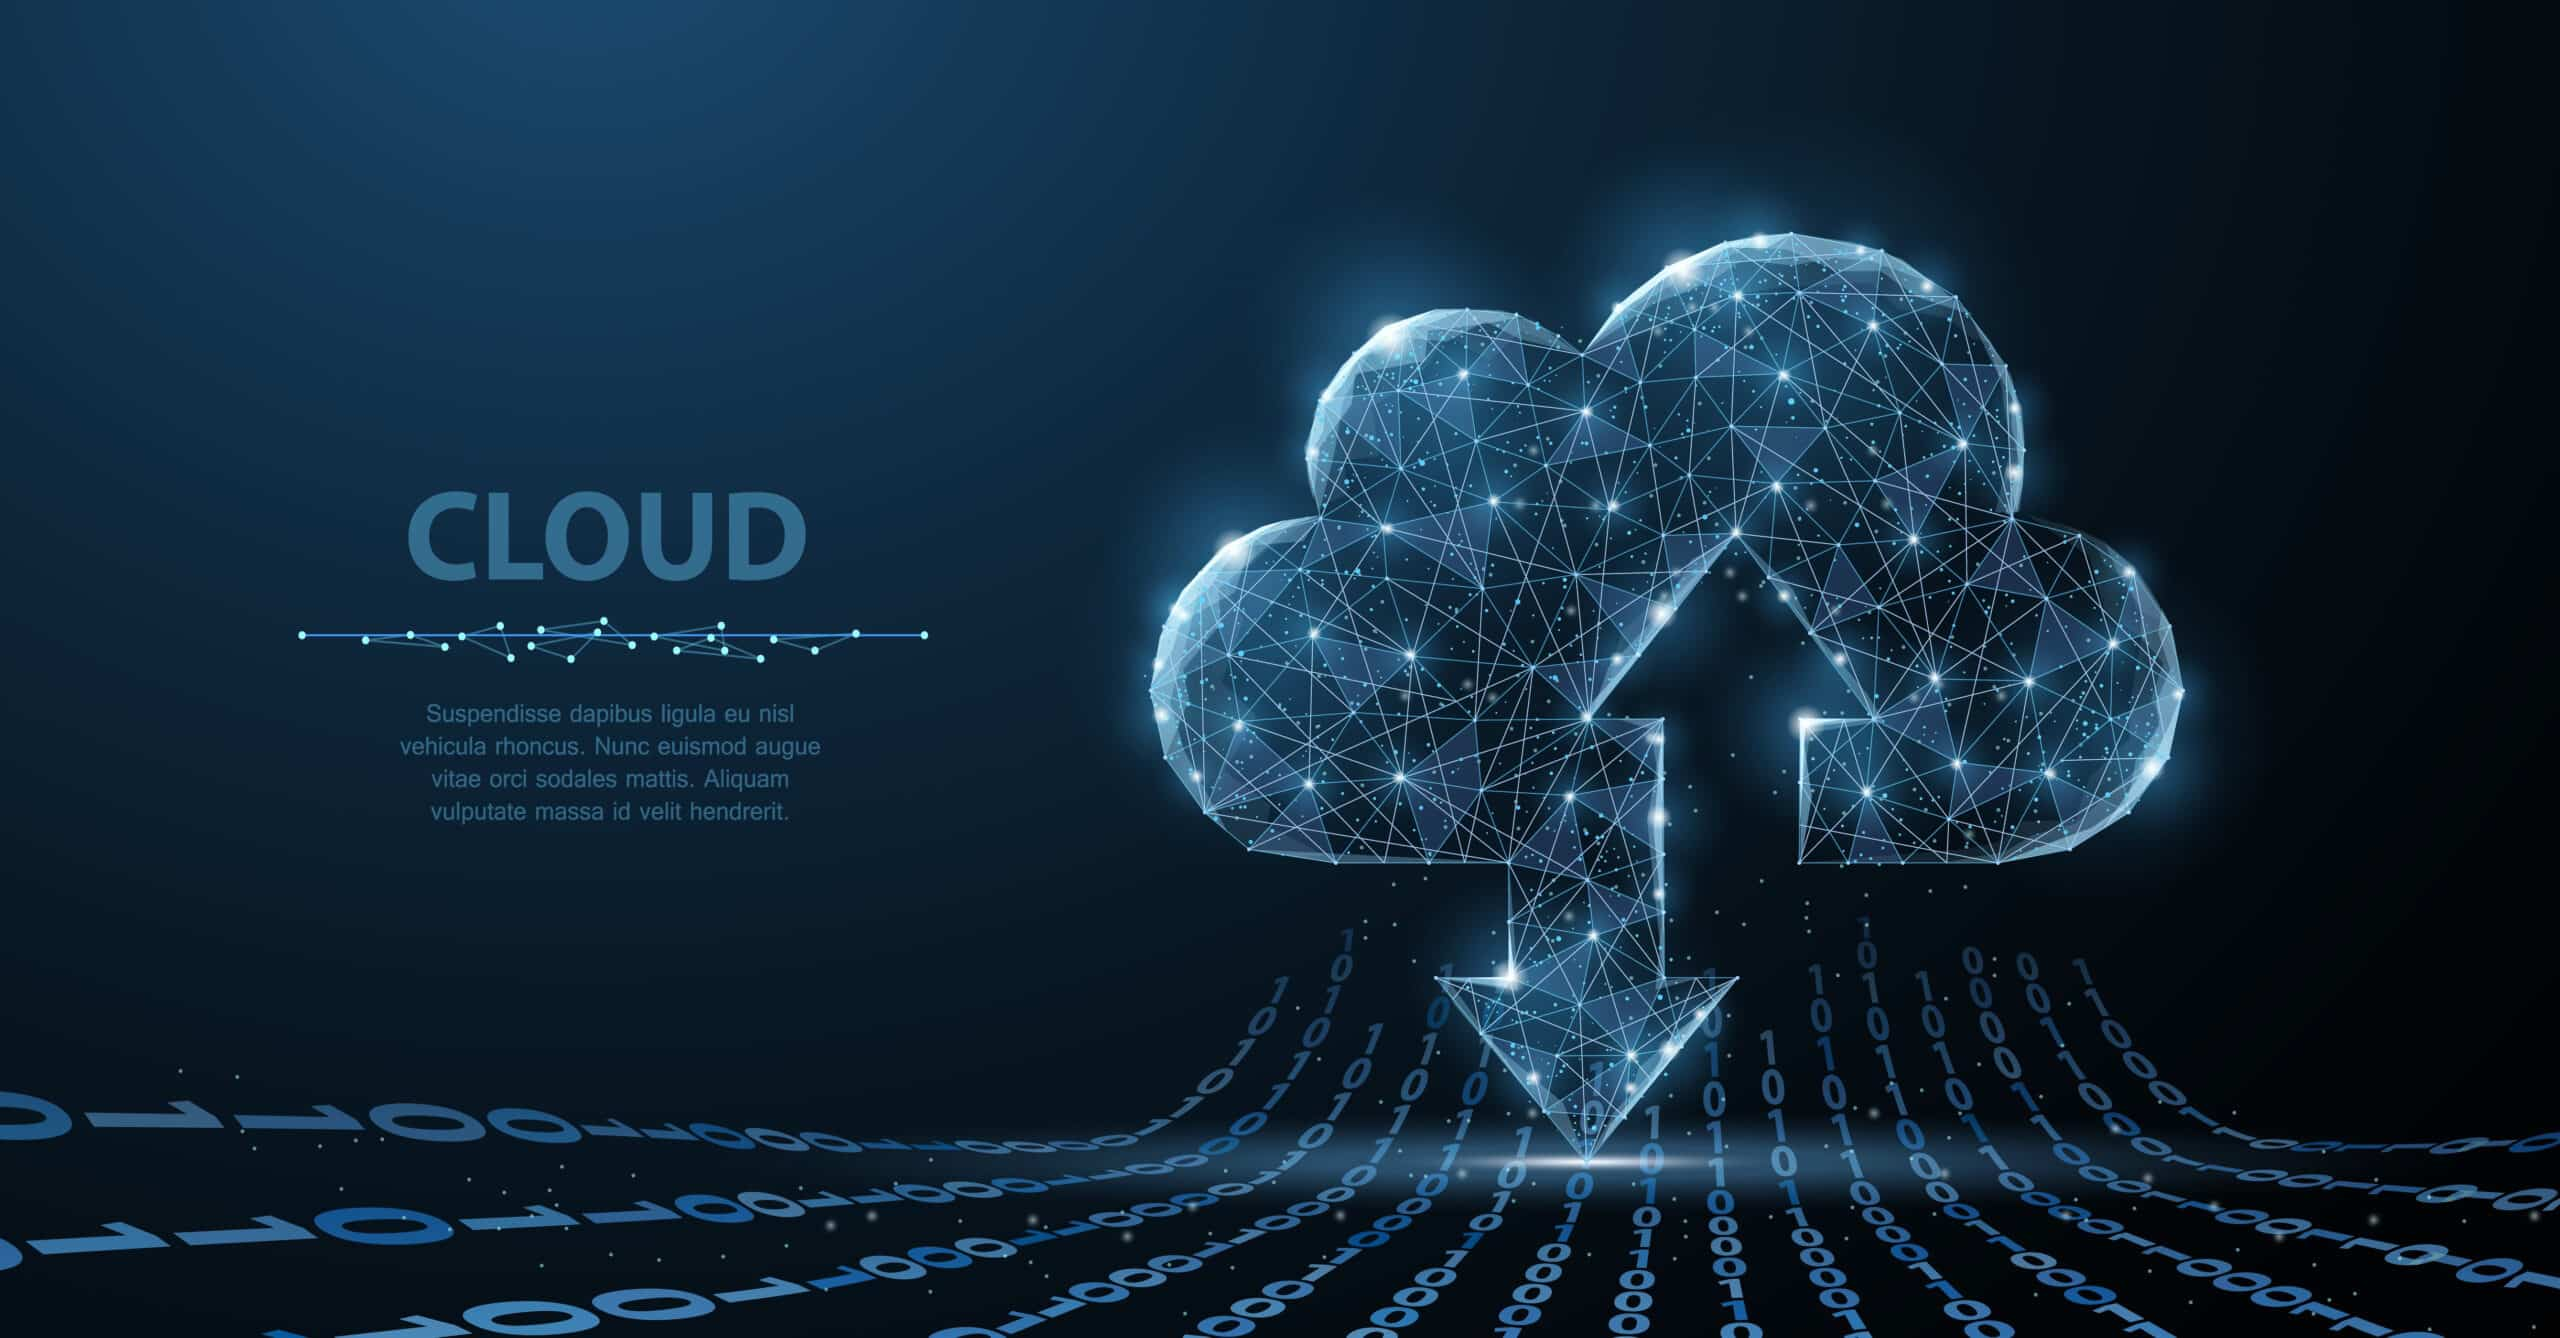 CLOUD
Suspendisse dapibus ligula eu nisl
vehicula rhoncus. Nunc euismod augue
vitae orci sodales mattis. Aliquam
vulputate massa id velit hendrerit.